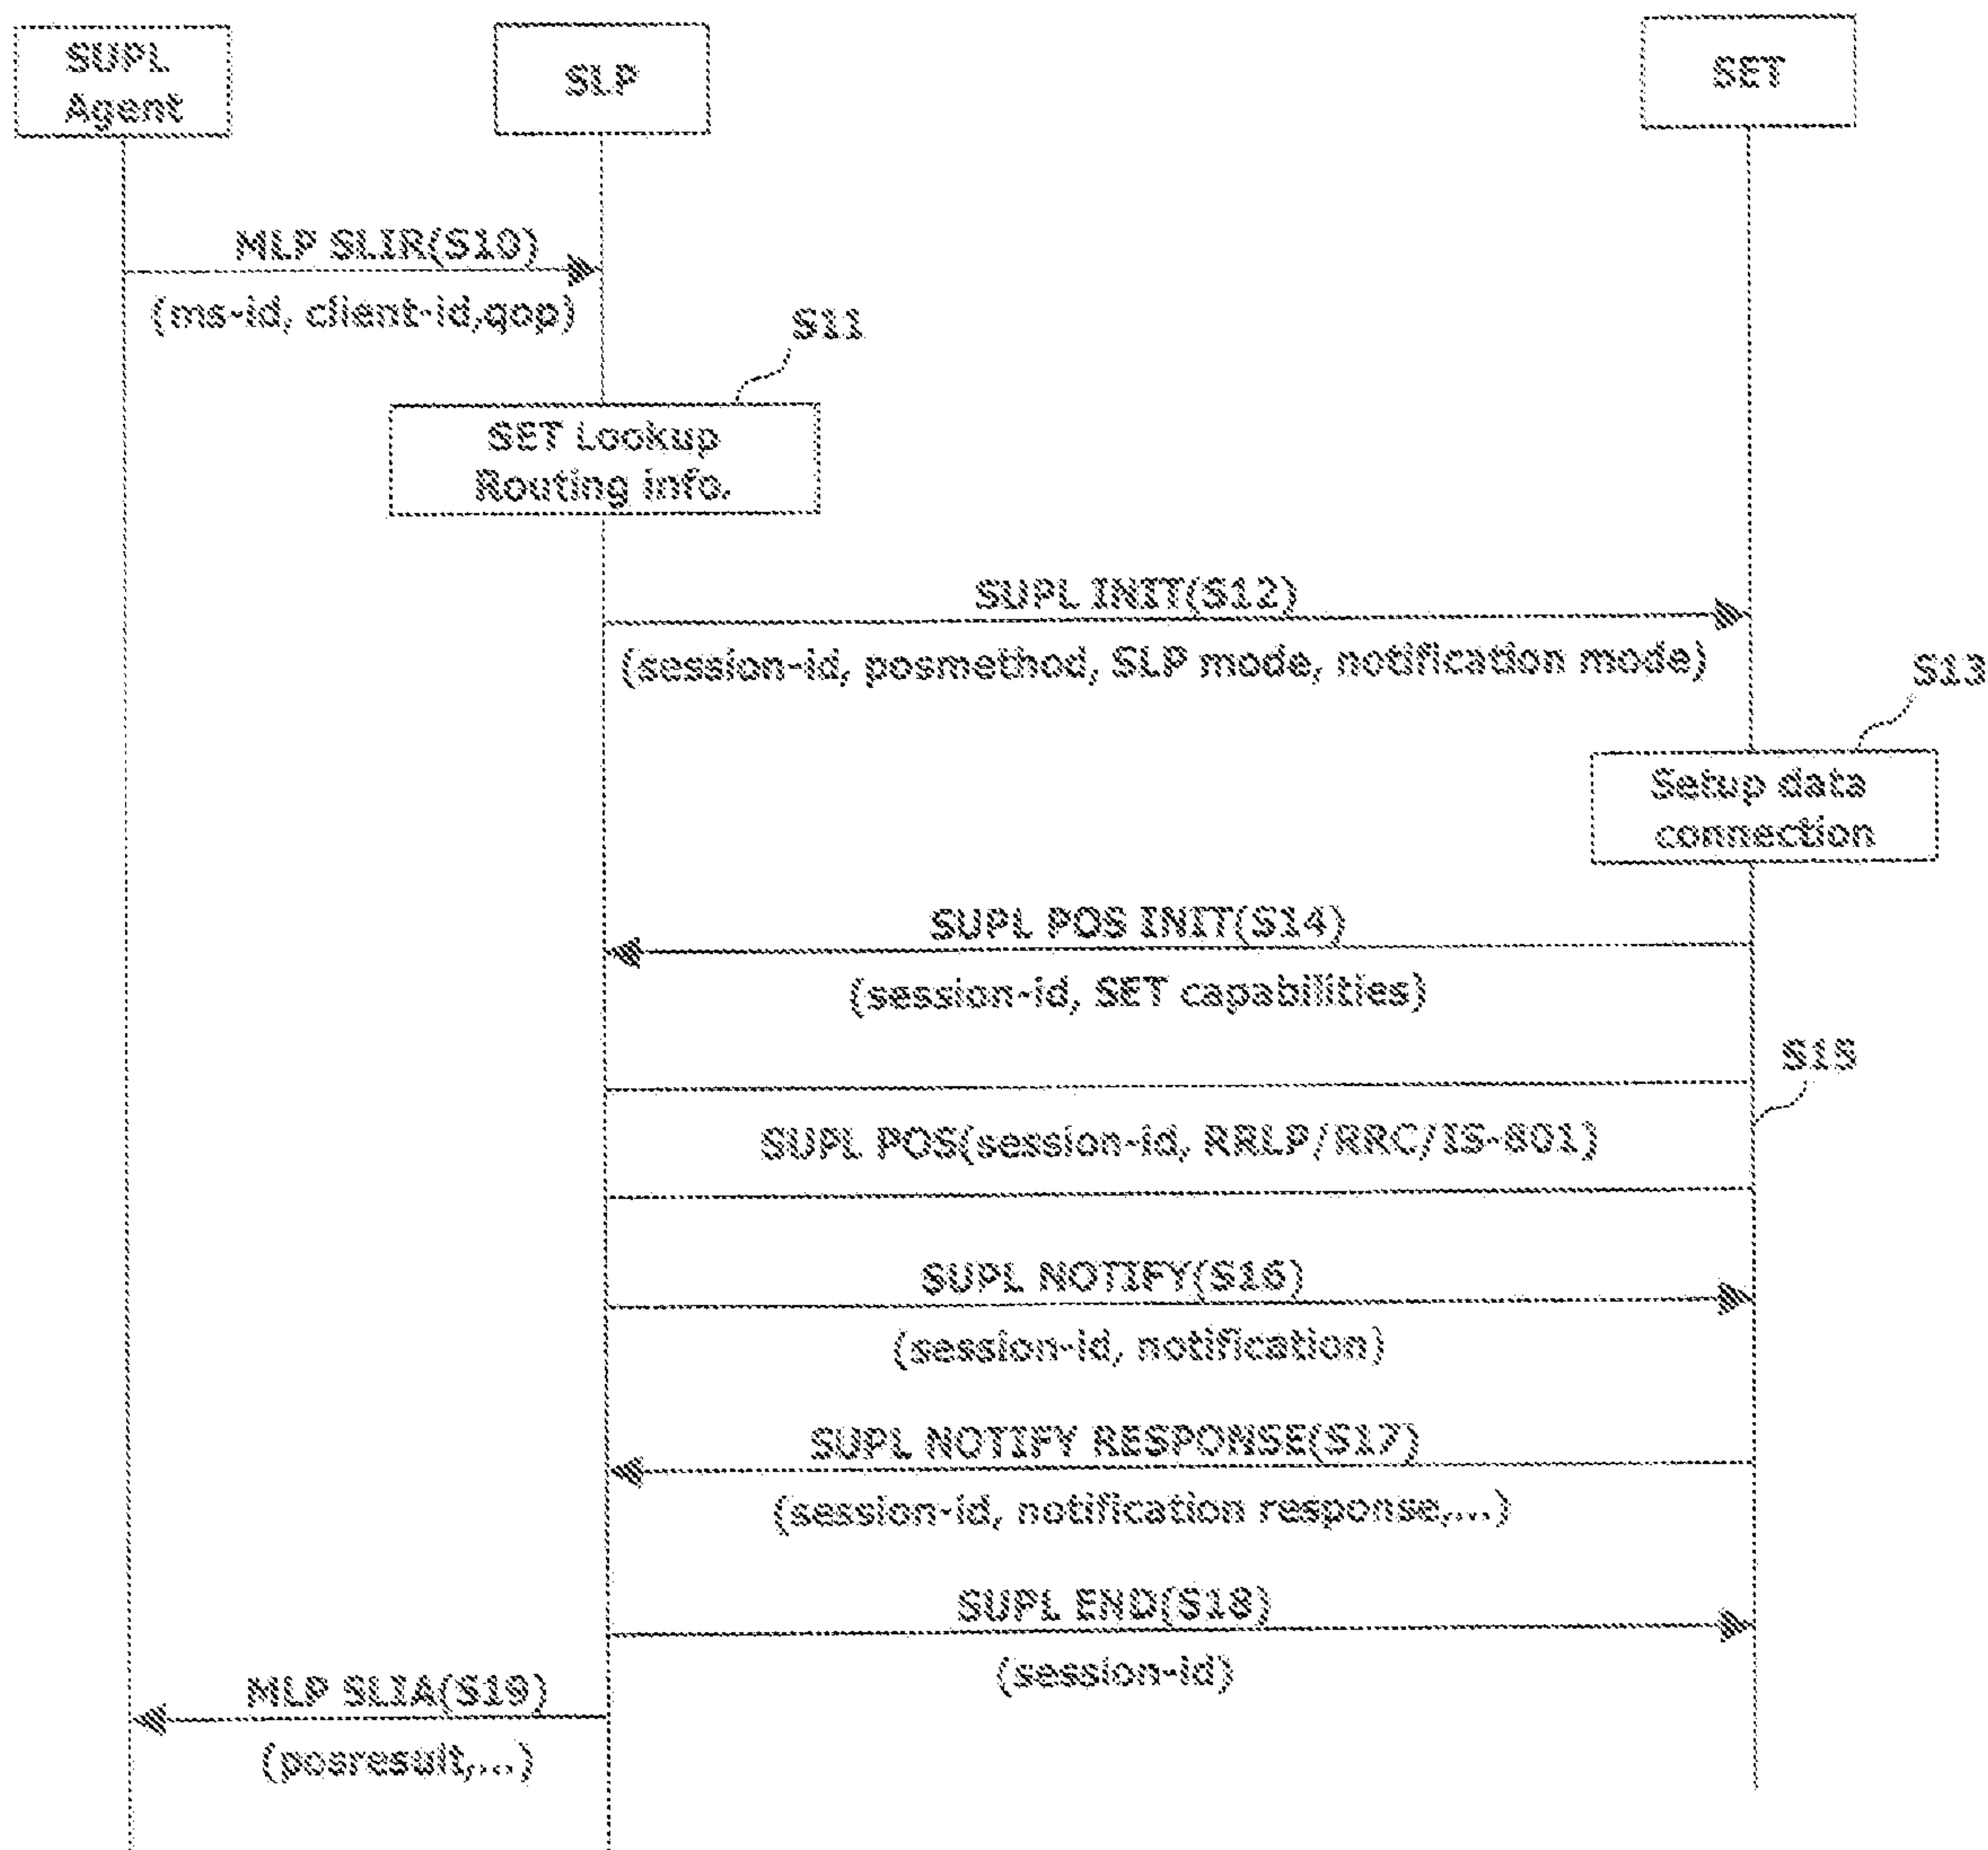 SUPL
Agent
SLP
SET
MLP SLIR(S10)
(ms-id, client-id,qop)
S11
SET Lookup
Routing info.
SUPL INIT(S12)
(session-id, posmethod, SLP mode, notification mode)
S13
Setup data
connection
SUPL POS INIT(S14)
(session-id, SET capabilities)
S15
SUPL POS(session-id, RRLP/RRC/IS-801)
SUPL NOTIFY(S16)
(session-id, notification)
SUPL NOTIFY RESPONSE(S17)
(session-id, notification response,...)
SUPL END(S18)
(session-id)
MLP SLIA(S19)
(posresult,...)